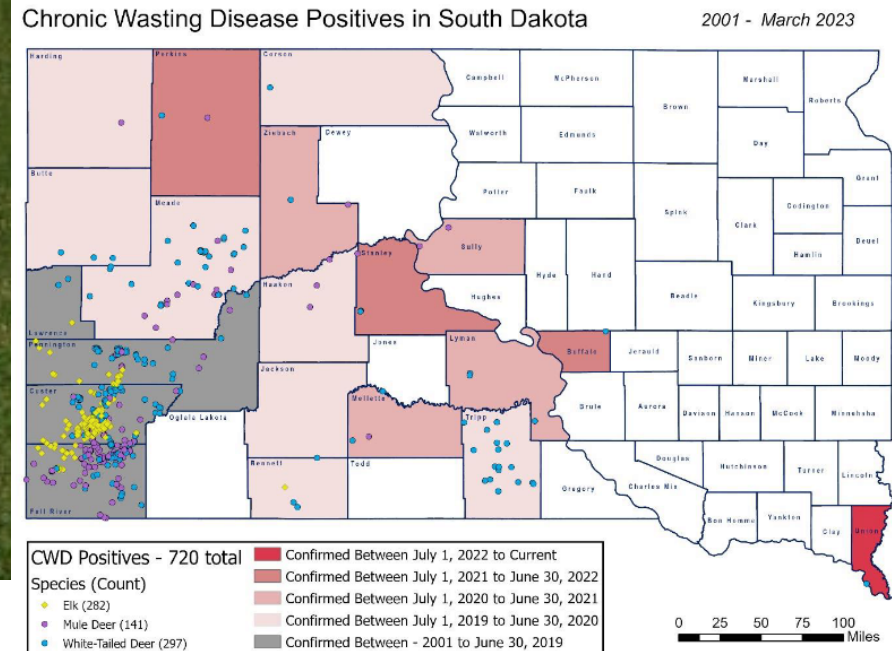 Chronic Wasting Disease Positives in South Dakota
2001 - March 2023
Harding
Perkins
Corson
Campbell
McPherson
Brown
Marshall
Roberts
Walworth
Edmunds
Day
Ziebach
Dewey
Butte
Potter
Faulk
Spink
Clark
Codington
Grant
Hamlin
Deuel
Meade
Sully
Stanley
Hyde
Hand
Haakon
Hughes
Beadle
Kingsbury
Brookings
Lawrence
Pennington
Jones
Lyman
Buffalo
Jerauld
Sanborn
Miner
Lake
Moody
Custer
Jackson
Mellette
Oglala Lakota
Tripp
Brule
Aurora
Davison
Hanson
McCook
Minnehaha
Bennett
Todd
Gregory
Charles Mix
Douglas
Hutchinson
Turner
Lincoln
Fall River
Bon Homme
Yankton
Clay
Union
CWD Positives - 720 total
Species (Count)
Elk (282)
Mule Deer (141)
White-Tailed Deer (297)
Confirmed Between July 1, 2022 to Current
Confirmed Between July 1, 2021 to June 30, 2022
Confirmed Between July 1, 2020 to June 30, 2021
Confirmed Between July 1, 2019 to June 30, 2020
Confirmed Between - 2001 to June 30, 2019
0 25 50 75 100
Miles